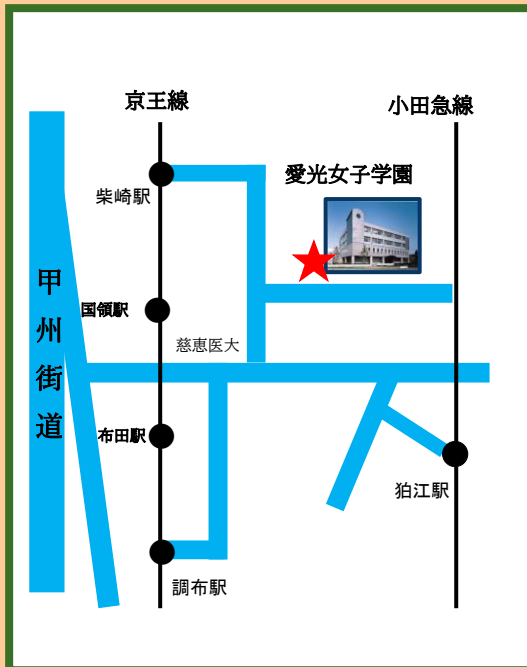 京王線
小田急線
愛光女子学園
柴崎駅
甲州街道
国領駅
慈恵医大
布田駅
狛江駅
調布駅